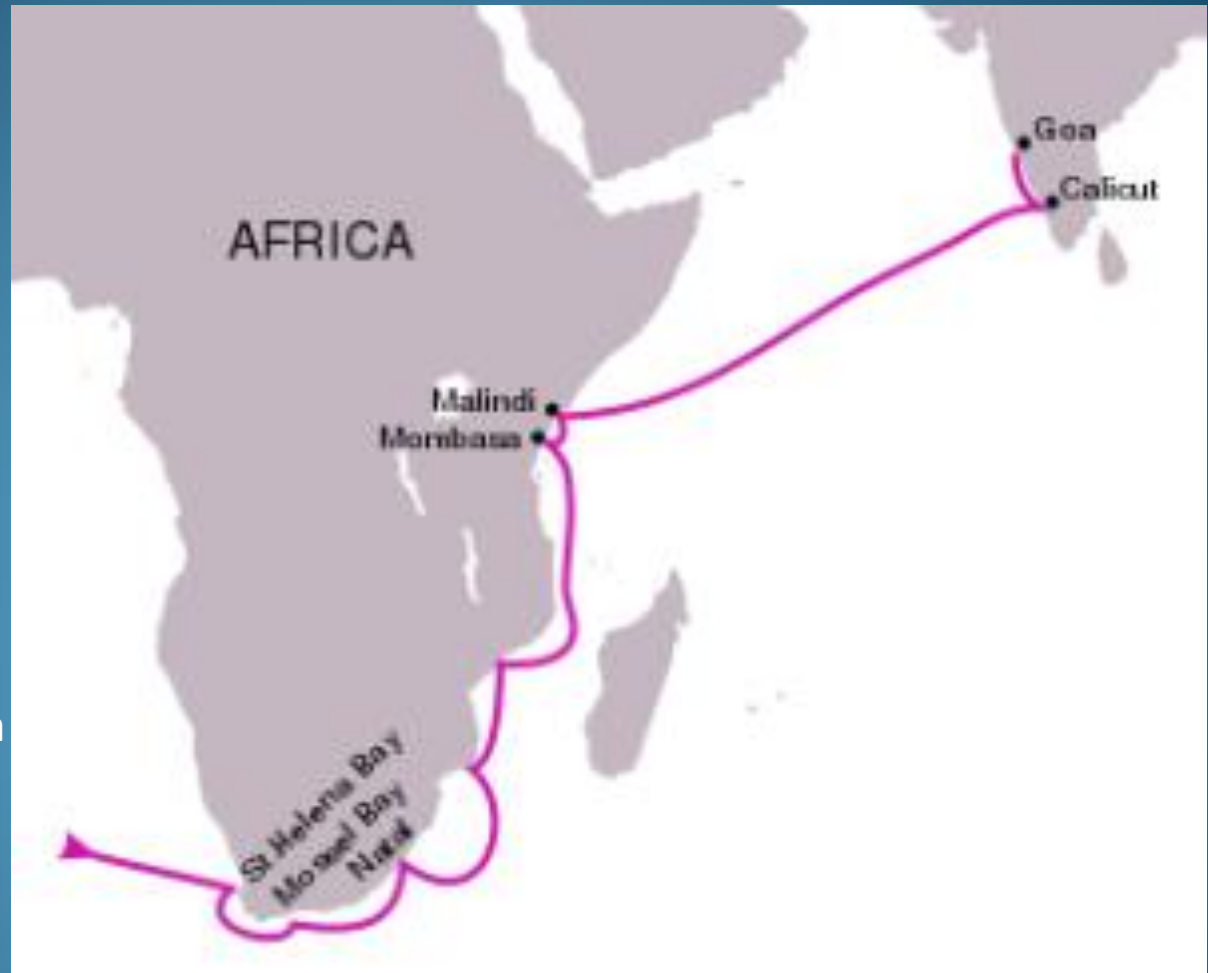 Goa
Calicut
AFRICA
Malindi
Mombasa
St Helena Bay
Mossel Bay
Natal
n